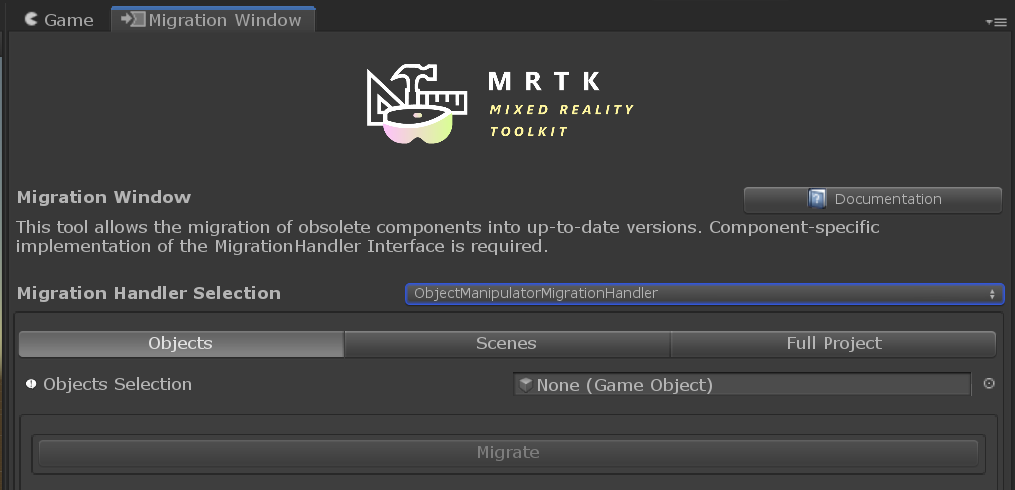 Game
Migration Window
MRTK
MIXED REALITY
TOOLKIT
Migration Window
Documentation
This tool allows the migration of obsolete components into up-to-date versions. Component-specific
implementation of the MigrationHandler Interface is required.
Migration Handler Selection
ObjectManipulatorMigrationHandler
Objects
Scenes
Full Project
Objects Selection
None (Game Object)
Migrate